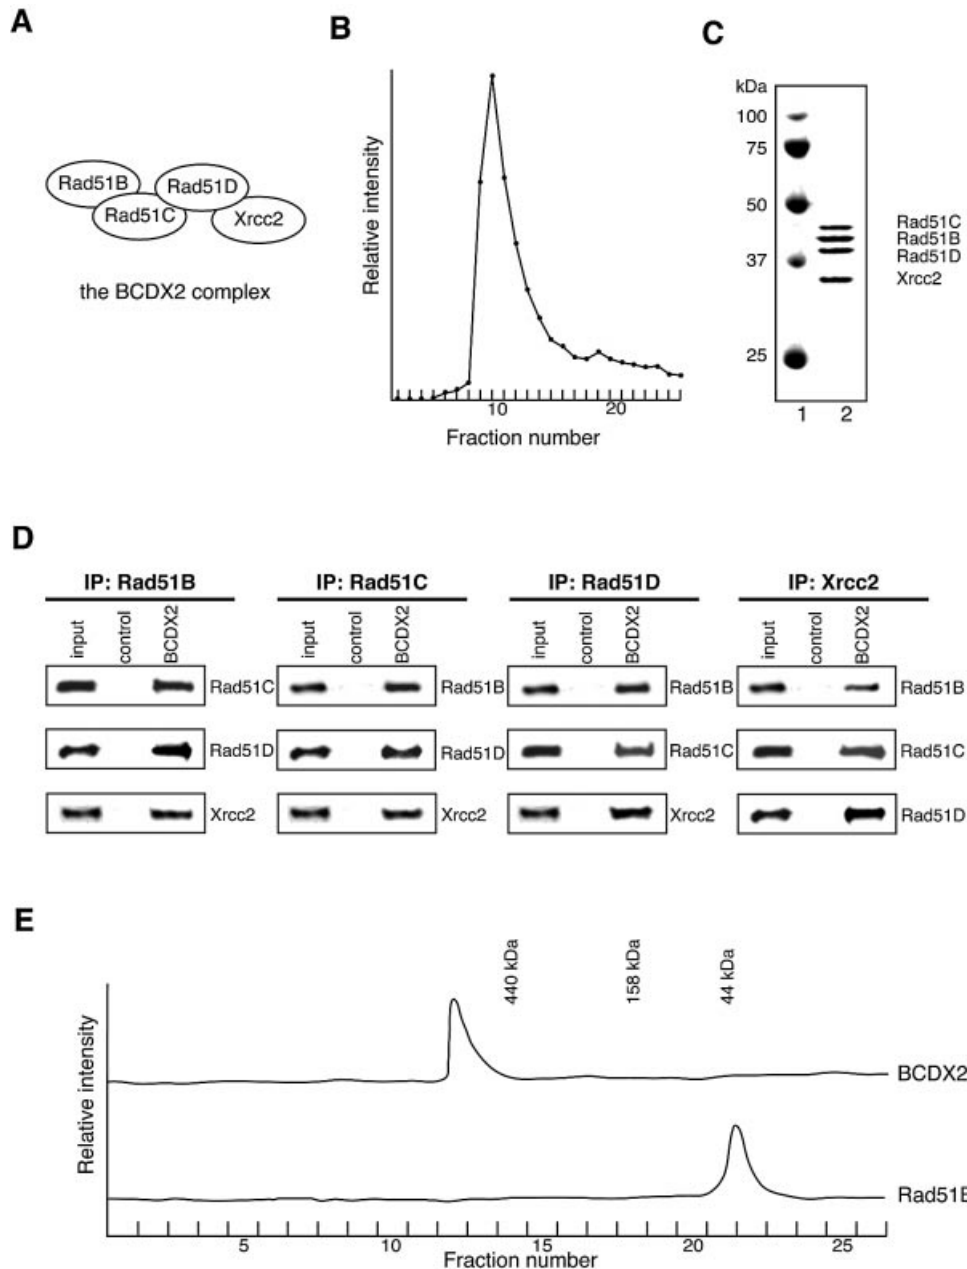 A
Rad51B
Rad51D
Rad51C
Xrcc2
the BCDX2 complex
B
Relative intensity
10
20
Fraction number
C
kDa
100
75
50
37
25
Rad51C
Rad51B
Rad51D
Xrcc2
1 2
D
IP: Rad51B
input
control
BCDX2
Rad51C
Rad51D
Xrcc2
IP: Rad51C
input
control
BCDX2
Rad51B
Rad51D
Xrcc2
IP: Rad51D
input
control
BCDX2
Rad51B
Rad51C
Xrcc2
IP: Xrcc2
input
control
BCDX2
Rad51B
Rad51C
Rad51D
E
Relative intensity
440 kDa
158 kDa
44 kDa
BCDX2
Rad51B
5 10 15 20 25
Fraction number